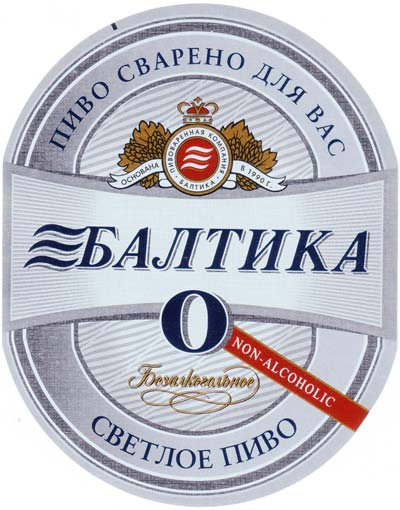 ПИВО СВАРЕНО ДЛЯ ВАС
ПИВОВАРЕННАЯ КОМПАНИЯ
БАЛТИКА
ОСНОВАНА В 1990 Г.
БАЛТИКА
0
NON-ALCOHOLIC
Безалкогольное
СВЕТЛОЕ ПИВО